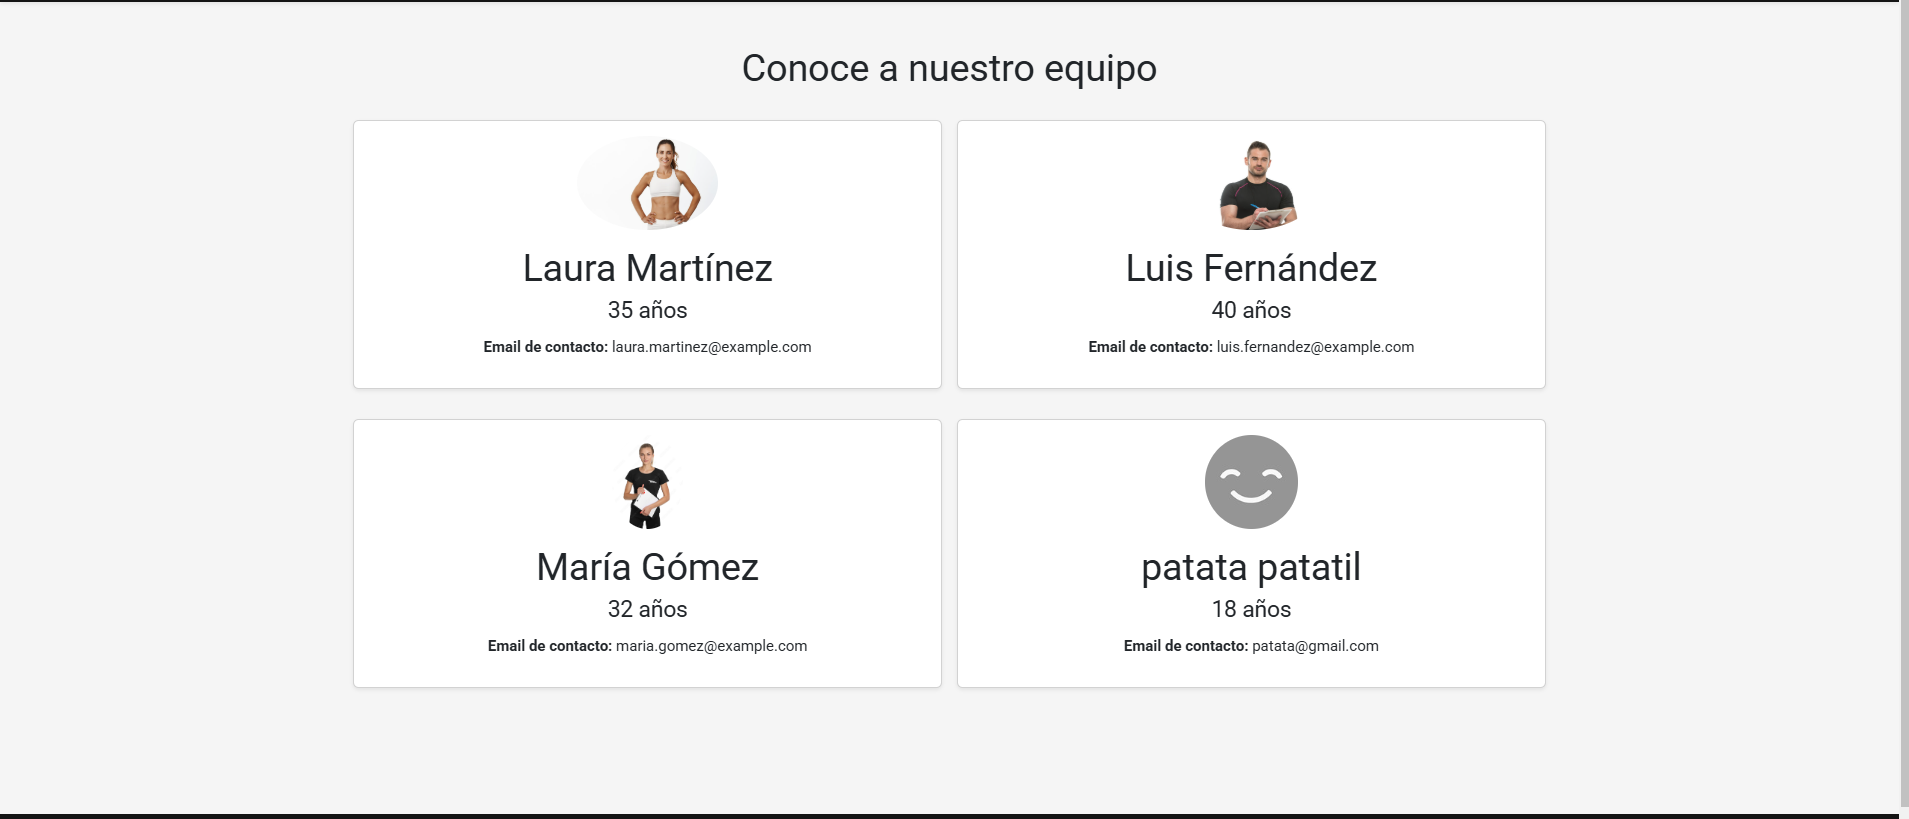 Conoce a nuestro equipo
Laura Martínez
35 años
Email de contacto: laura.martinez@example.com
Luis Fernández
40 años
Email de contacto: luis.fernandez@example.com
María Gómez
32 años
Email de contacto: maria.gomez@example.com
patata patatil
18 años
Email de contacto: patata@gmail.com